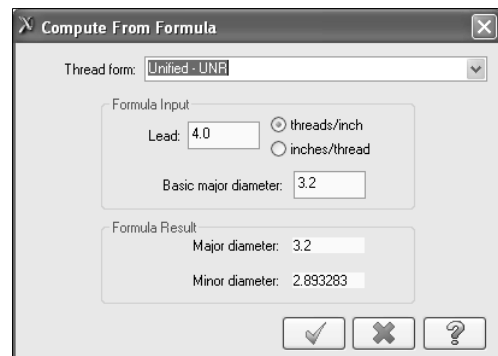 Compute From Formula
Thread form: Unified - UNR
Formula Input
Lead: 4.0
threads/inch
inches/thread
Basic major diameter: 3.2
Formula Result
Major diameter: 3.2
Minor diameter: 2.893283